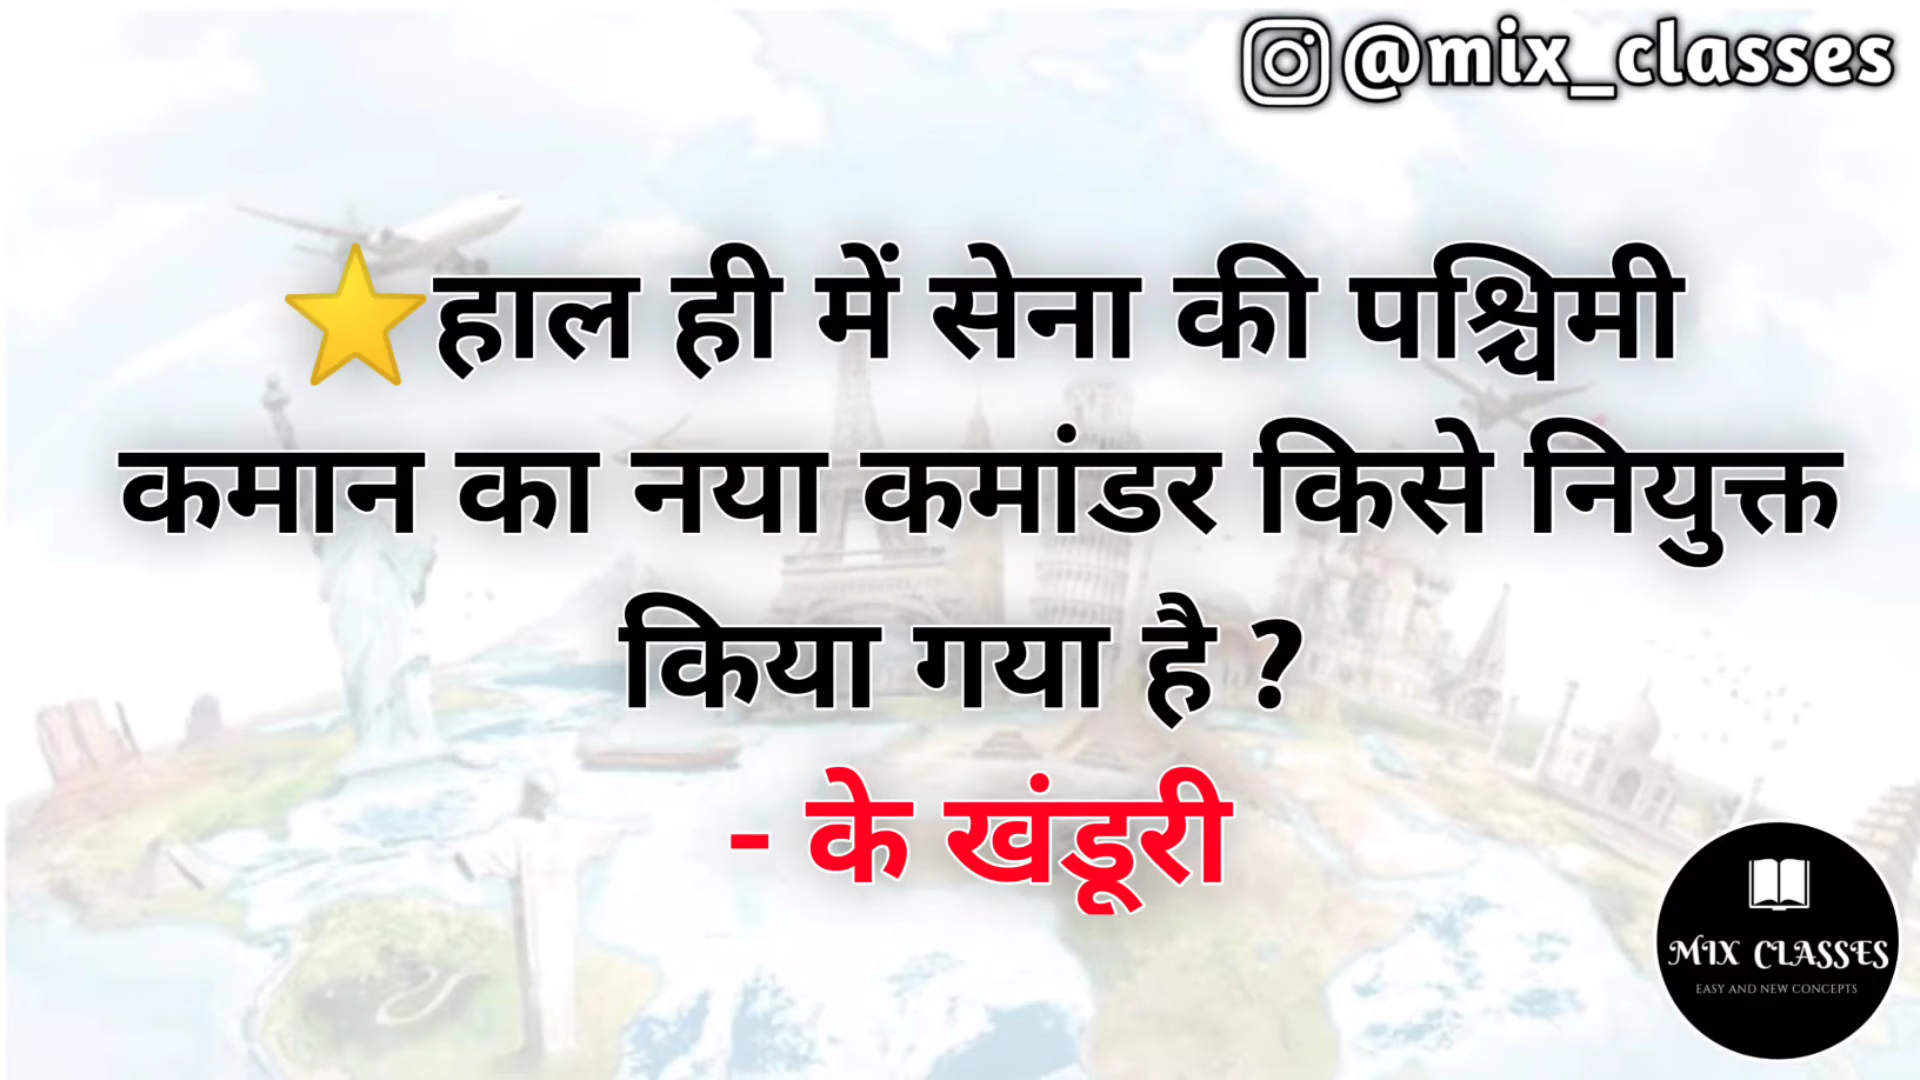 @mix_classes
⭐हाल ही में सेना की पश्चिमी
कमान का नया कमांडर किसे नियुक्त
किया गया है ?
- के खंडूरी
MIX CLASSES
EASY AND NEW CONCEPTS